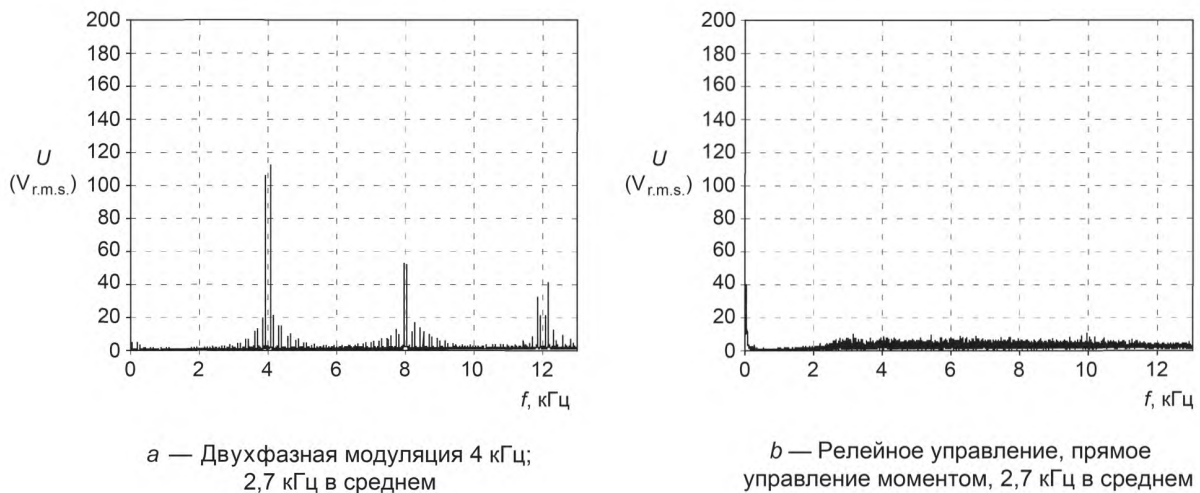 200
180
160
140
120
100
80
60
40
20
0
U
(Vr.m.s.)
0 2 4 6 8 10 12
f, кГц
a — Двухфазная модуляция 4 кГц;
2,7 кГц в среднем
200
180
160
140
120
100
80
60
40
20
0
U
(Vr.m.s.)
0 2 4 6 8 10 12
f, кГц
b — Релейное управление, прямое
управление моментом, 2,7 кГц в среднем